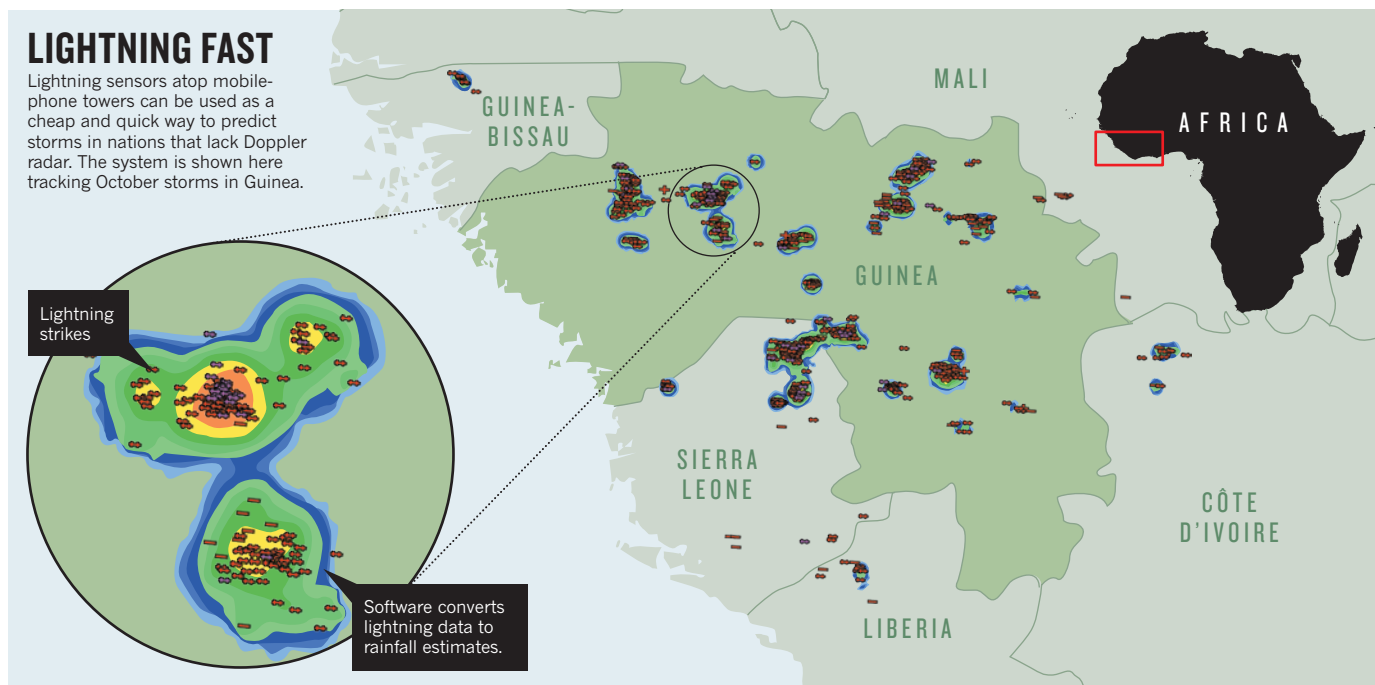 LIGHTNING FAST
Lightning sensors atop mobile-
phone towers can be used as a
cheap and quick way to predict
storms in nations that lack Doppler
radar. The system is shown here
tracking October storms in Guinea.
GUINEA-
BISSAU
MALI
AFRICA
GUINEA
Lightning
strikes
SIERRA
LEONE
CÔTE
D'IVOIRE
Software converts
lightning data to
rainfall estimates.
LIBERIA